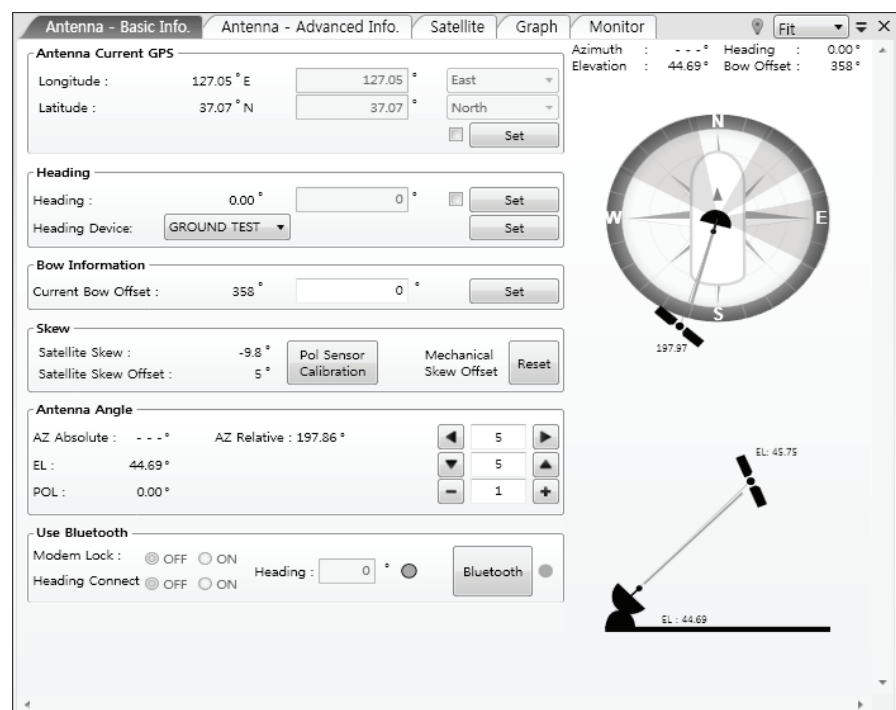 Antenna - Basic Info. Antenna - Advanced Info. Satellite Graph Monitor Fit
Azimuth : - - -° Heading : 0.00°
Elevation : 44.69° Bow Offset : 358°
Antenna Current GPS
Longitude : 127.05 ° E 127.05 ° East
Latitude : 37.07 ° N 37.07 ° North
Set
Heading
Heading : 0.00 ° 0 ° Set
Heading Device: GROUND TEST Set
Bow Information
Current Bow Offset : 358 ° 0 ° Set
Skew
Satellite Skew : -9.8 °
Satellite Skew Offset : 5 °
Pol Sensor
Calibration
Mechanical
Skew Offset
Reset
Antenna Angle
AZ Absolute : - - -° AZ Relative : 197.86 ° 5
EL : 44.69° 5
POL : 0.00° 1
Use Bluetooth
Modem Lock : OFF ON
Heading Connect OFF ON
Heading : 0 ° Bluetooth
N
W E
S
197.97
EL: 45.75
EL : 44.69